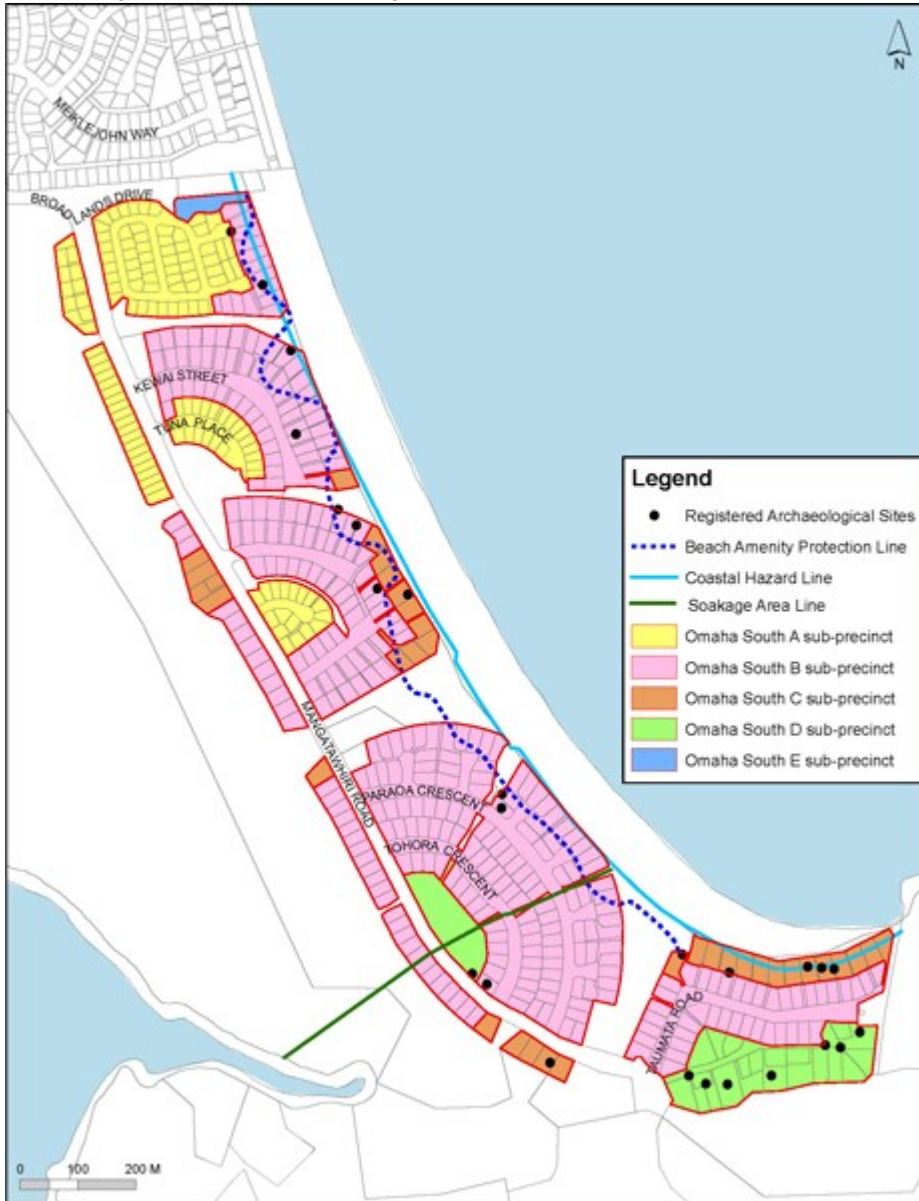 N
MEIKLEJOHN WAY
BROAD
LANDS DRIVE
KEWAI STREET
TUNA PLACE
MANGATAWHIRI ROAD
PARAOA CRESCENT
TOHORA CRESCENT
TAUMATA ROAD
Legend
Registered Archaeological Sites
Beach Amenity Protection Line
Coastal Hazard Line
Soakage Area Line
Omaha South A sub-precinct
Omaha South B sub-precinct
Omaha South C sub-precinct
Omaha South D sub-precinct
Omaha South E sub-precinct
0 100 200 M